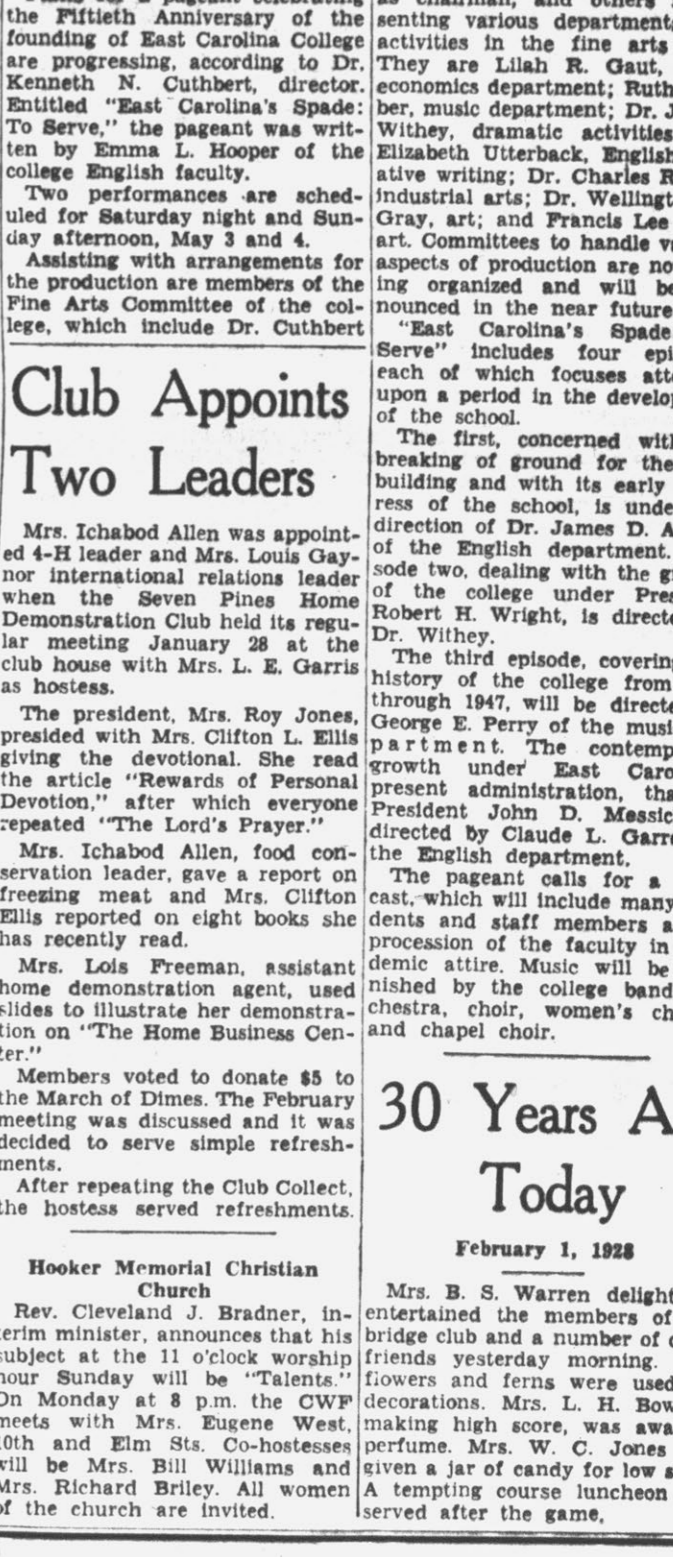 the Fiftieth Anniversary of the
founding of East Carolina College
are progressing, according to Dr.
Kenneth N. Cuthbert, director.
Entitled "East Carolina's Spade:
To Serve," the pageant was writ-
ten by Emma L. Hooper of the
college English faculty.
Two performances are sched-
uled for Saturday night and Sun-
day afternoon, May 3 and 4.
Assisting with arrangements for
the production are members of the
Fine Arts Committee of the col-
lege, which include Dr. Cuthbert
Club Appoints
Two Leaders
Mrs. Ichabod Allen was appoint-
ed 4-H leader and Mrs. Louis Gay-
nor international relations leader
when the Seven Pines Home
Demonstration Club held its regu-
lar meeting January 28 at the
club house with Mrs. L. E. Garris
as hostess.
The president, Mrs. Roy Jones,
presided with Mrs. Clifton L. Ellis
giving the devotional. She read
the article "Rewards of Personal
Devotion," after which everyone
repeated "The Lord's Prayer."
Mrs. Ichabod Allen, food con-
servation leader, gave a report on
freezing meat and Mrs. Clifton
Ellis reported on eight books she
has recently read.
Mrs. Lois Freeman, assistant
home demonstration agent, used
slides to illustrate her demonstra-
tion on "The Home Business Cen-
ter."
Members voted to donate $5 to
the March of Dimes. The February
meeting was discussed and it was
decided to serve simple refresh-
ments.
After repeating the Club Collect,
the hostess served refreshments.
Hooker Memorial Christian
Church
Rev. Cleveland J. Bradner, in-
terim minister, announces that his
subject at the 11 o'clock worship
hour Sunday will be "Talents."
On Monday at 8 p.m. the CWF
meets with Mrs. Eugene West,
10th and Elm Sts. Co-hostesses
will be Mrs. Bill Williams and
Mrs. Richard Briley. All women
of the church are invited.
senting various department
activities in the fine arts
They are Lilah R. Gaut,
economics department; Ruth
ber, music department; Dr. J
Withey, dramatic activities
Elizabeth Utterback, English
ative writing; Dr. Charles R
industrial arts; Dr. Wellingt
Gray, art; and Francis Lee
art. Committees to handle v
aspects of production are no
ing organized and will be
nounced in the near future
"East Carolina's Spade
Serve" includes four epi
each of which focuses att
upon a period in the develo
of the school.
The first, concerned wit
breaking of ground for the
building and with its early
ress of the school, is unde
direction of Dr. James D. A
of the English department.
sode two, dealing with the g
of the college under Pres
Robert H. Wright, is direct
Dr. Withey.
The third episode, covering
history of the college from
through 1947, will be directe
George E. Perry of the musi
partment. The contemp
growth under East Caro
present administration, tha
President John D. Messic
directed by Claude L. Garr
the English department.
The pageant calls for a
cast, which will include many
dents and staff members a
procession of the faculty in
demic attire. Music will be
nished by the college band
chestra, choir, women's ch
and chapel choir.
30 Years A
Today
February 1, 1928
Mrs. B. S. Warren delight
entertained the members of
bridge club and a number of
friends yesterday morning.
flowers and ferns were used
decorations. Mrs. L. H. Bow
making high score, was awa
perfume. Mrs. W. C. Jones
given a jar of candy for low s
A tempting course luncheon
served after the game.